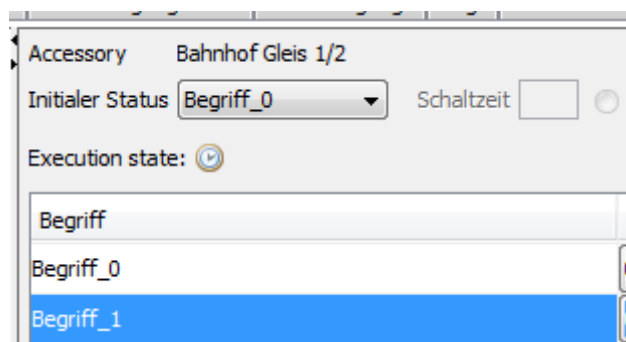 Accessory Bahnhof Gleis 1/2
Initialer Status Begriff_0 Schaltzeit
Execution state:
Begriff
Begriff_0
Begriff_1